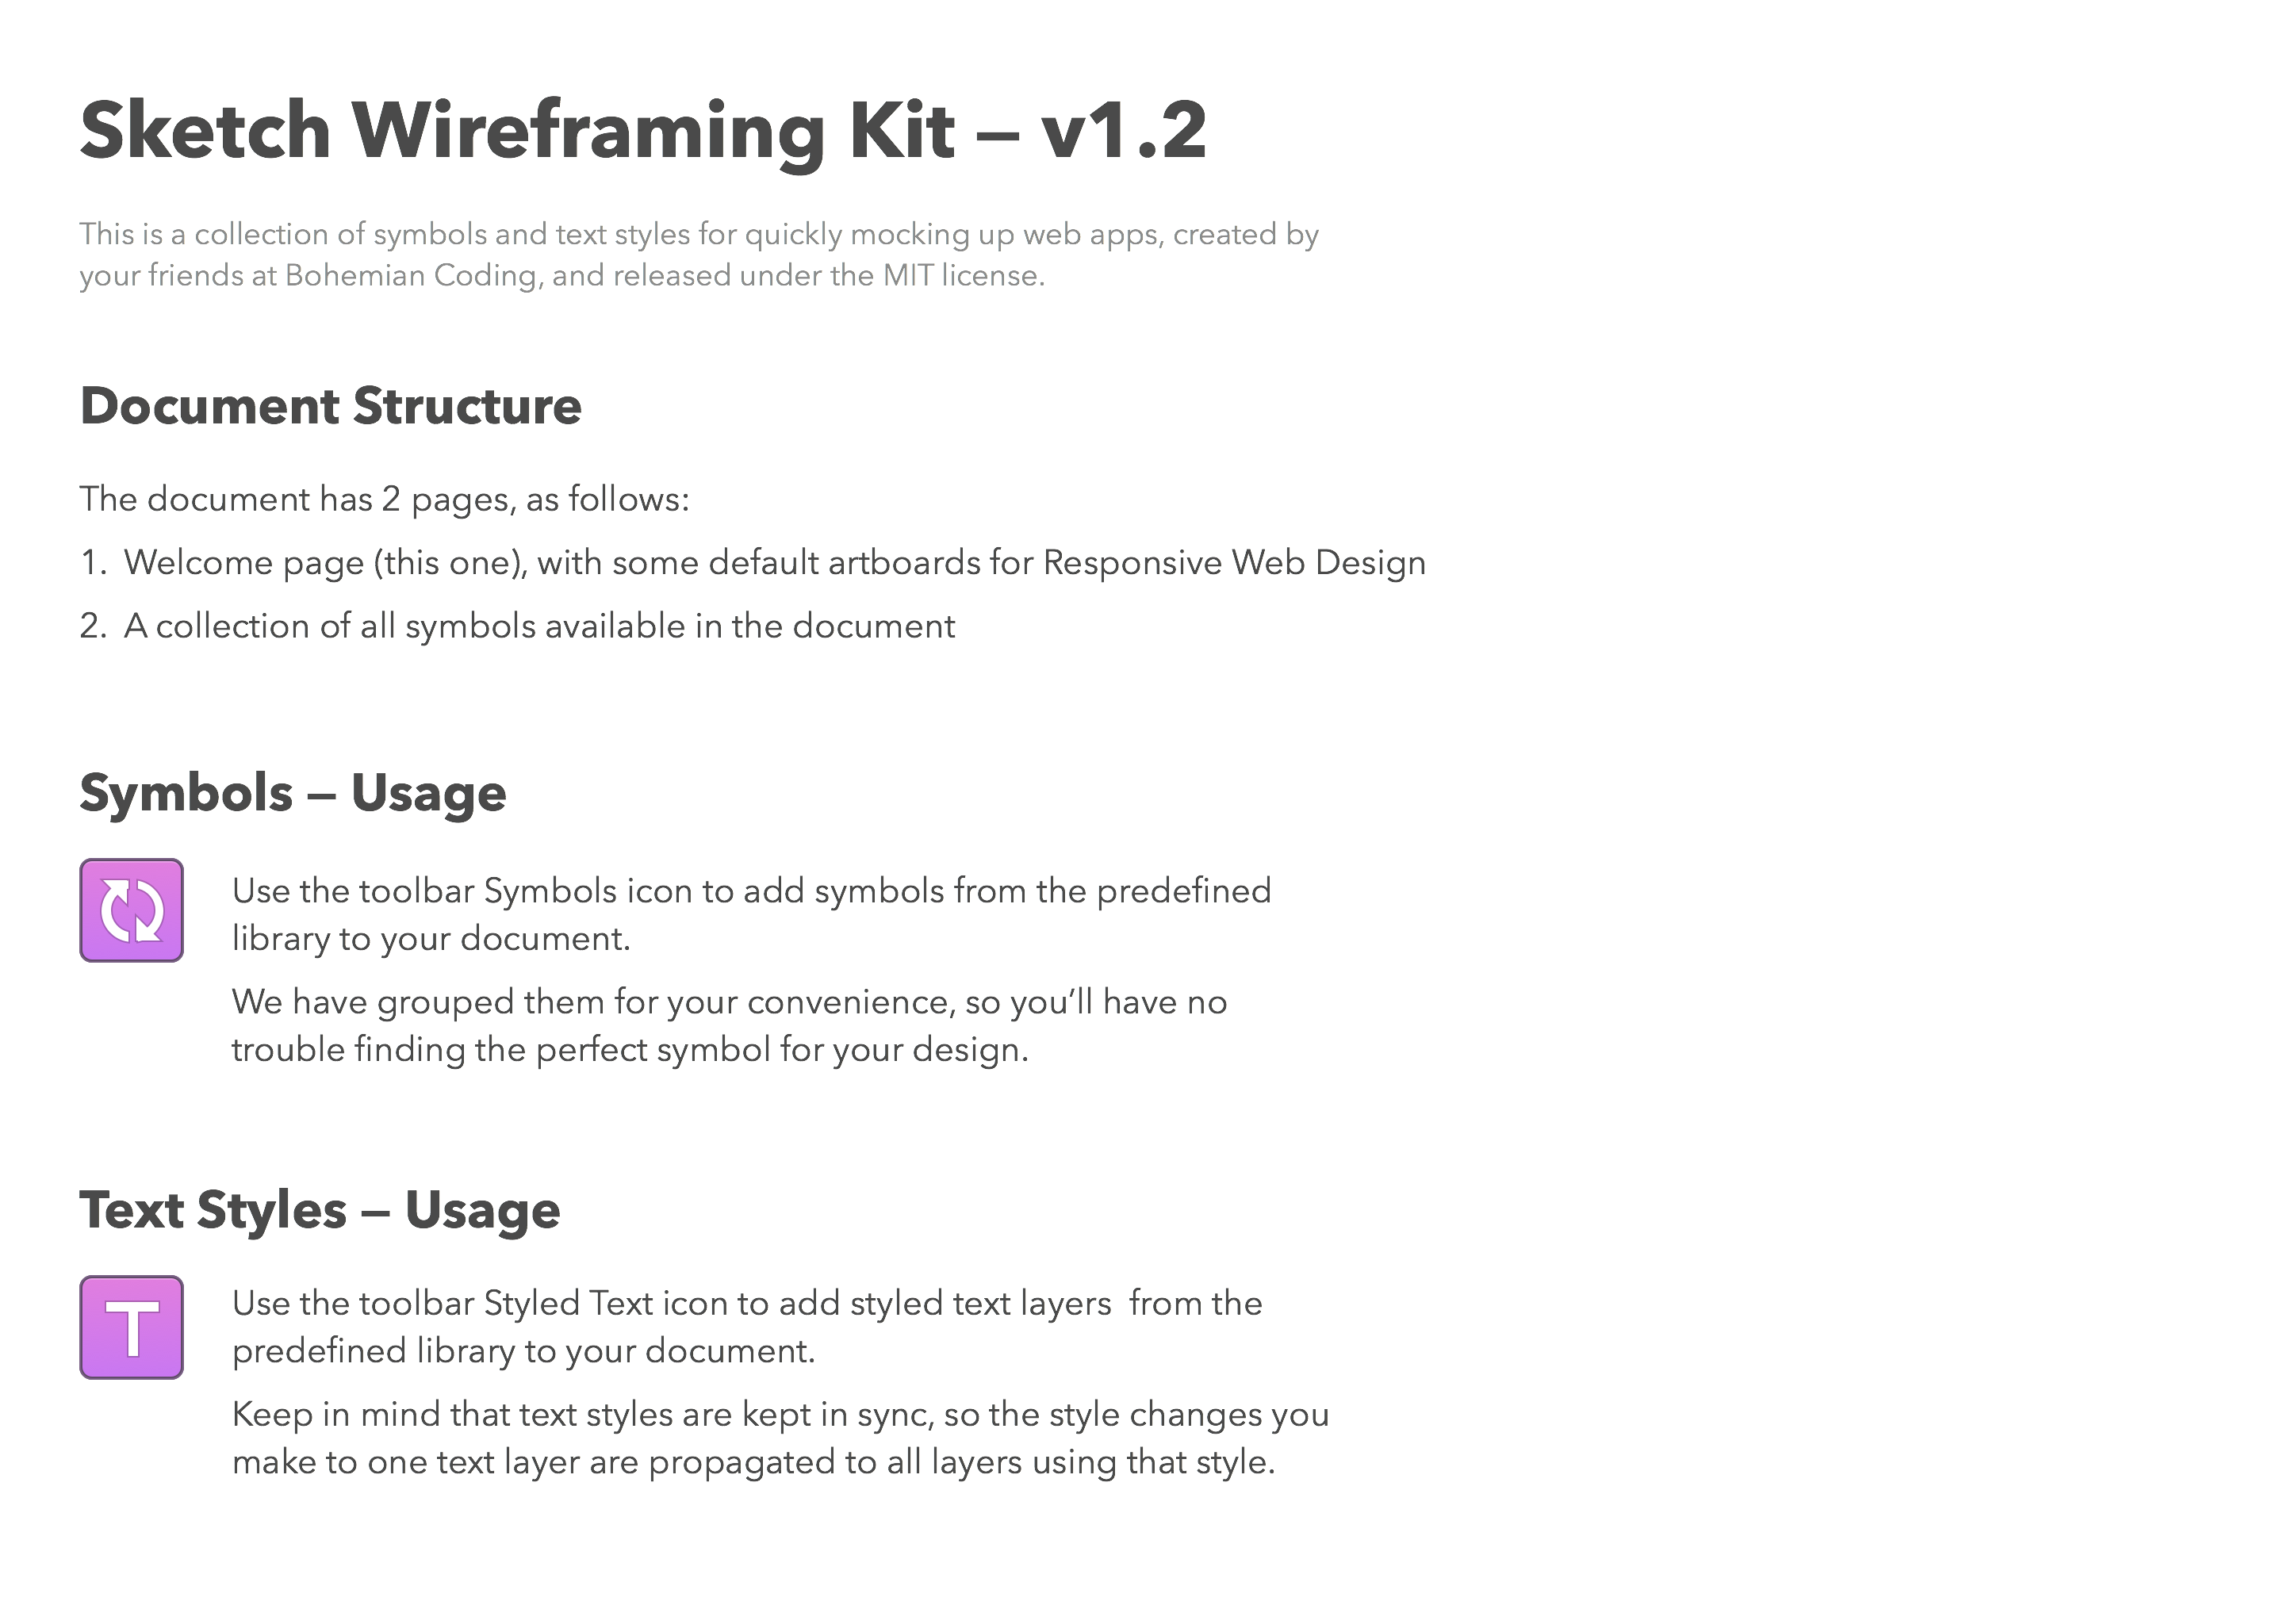 Sketch Wireframing Kit – v1.2
This is a collection of symbols and text styles for quickly mocking up web apps, created by
your friends at Bohemian Coding, and released under the MIT license.
Document Structure
The document has 2 pages, as follows:
1. Welcome page (this one), with some default artboards for Responsive Web Design
2. A collection of all symbols available in the document
Symbols – Usage
Use the toolbar Symbols icon to add symbols from the predefined
library to your document.
We have grouped them for your convenience, so you’ll have no
trouble finding the perfect symbol for your design.
Text Styles – Usage
T
Use the toolbar Styled Text icon to add styled text layers  from the
predefined library to your document.
Keep in mind that text styles are kept in sync, so the style changes you
make to one text layer are propagated to all layers using that style.